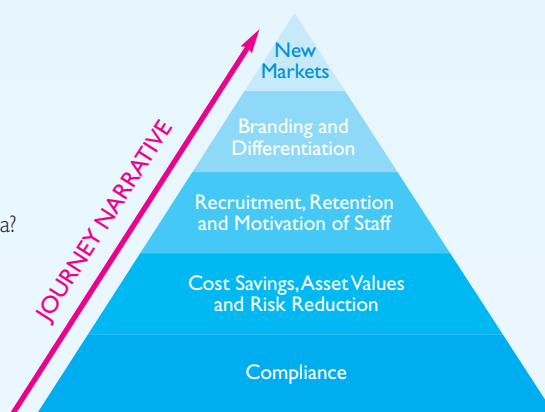 New
Markets
Branding and
Differentiation
a?
Recruitment, Retention
and Motivation of Staff
JOURNEY NARRATIVE
Cost Savings, Asset Values
and Risk Reduction
Compliance